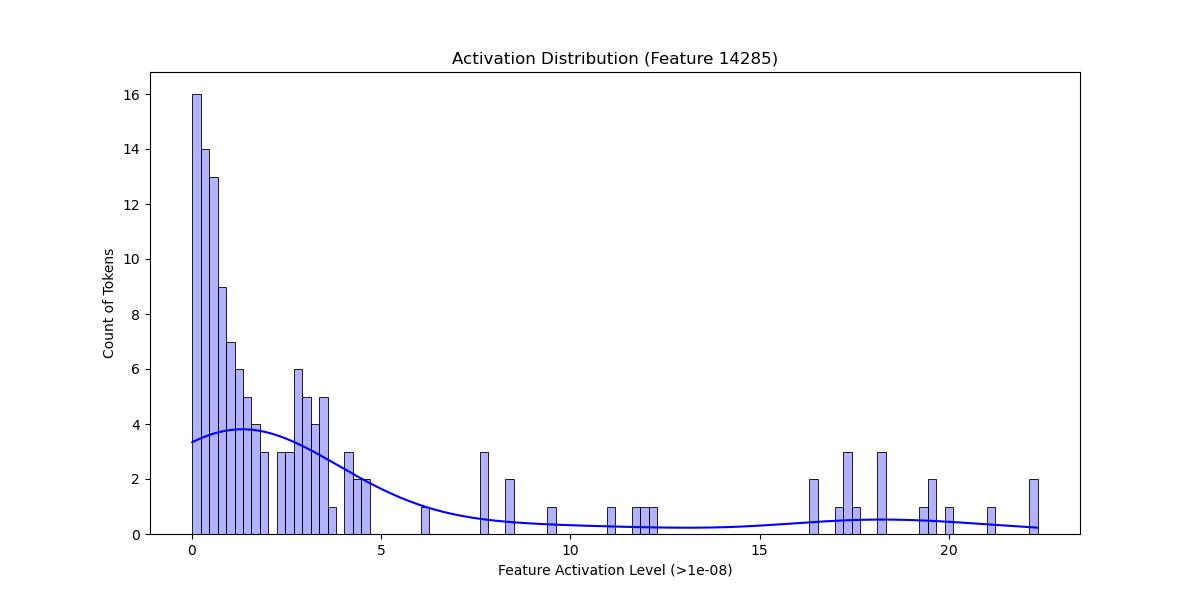 Activation Distribution (Feature 14285)
16
14
12
10
8
6
4
2
0
Count of Tokens
0 5 10 15 20
Feature Activation Level (>1e-08)